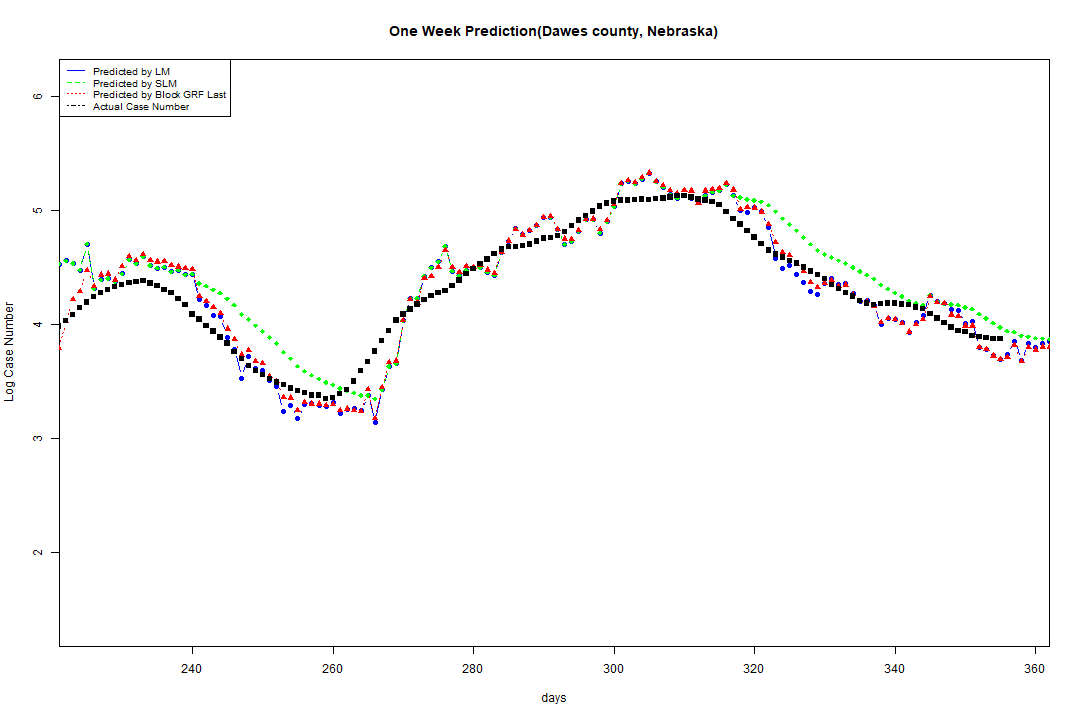 One Week Prediction(Dawes county, Nebraska)
Predicted by LM
Predicted by SLM
Predicted by Block GRF Last
Actual Case Number
6
5
4
3
2
Log Case Number
240 260 280 300 320 340 360
days